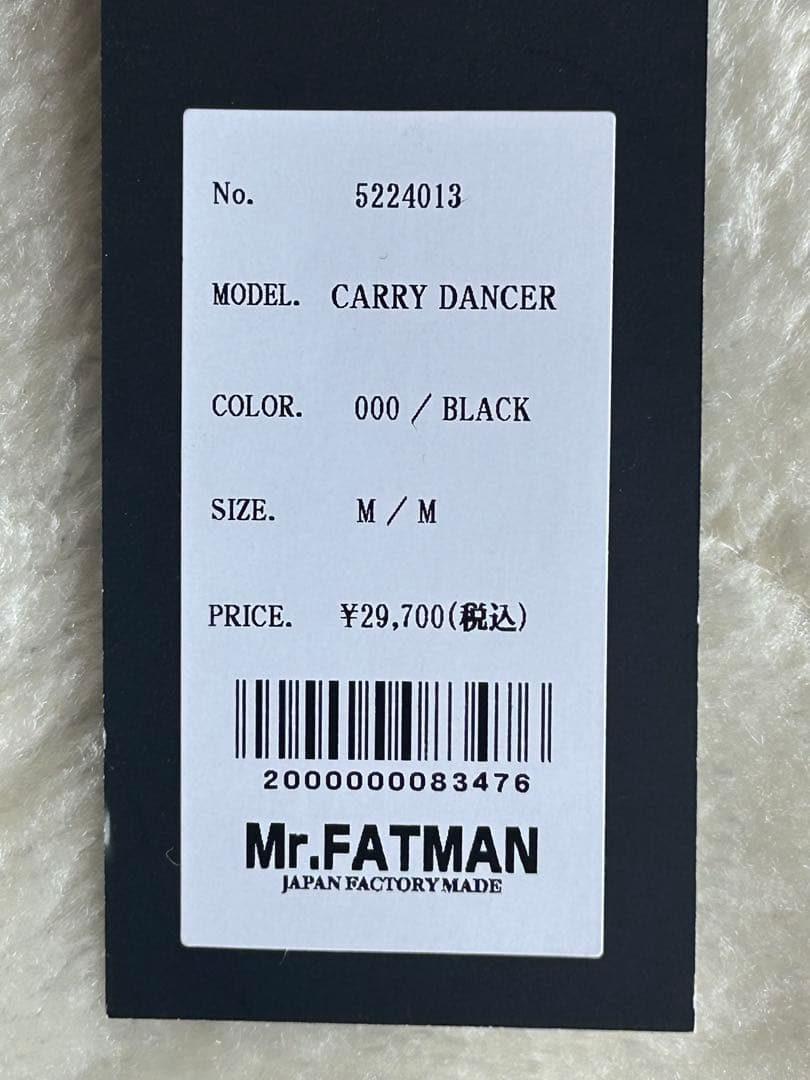 No. 5224013
MODEL. CARRY DANCER
COLOR. 000 / BLACK
SIZE. M / M
PRICE. ¥29,700(税込)
2000000083476
Mr.FATMAN
JAPAN FACTORY MADE